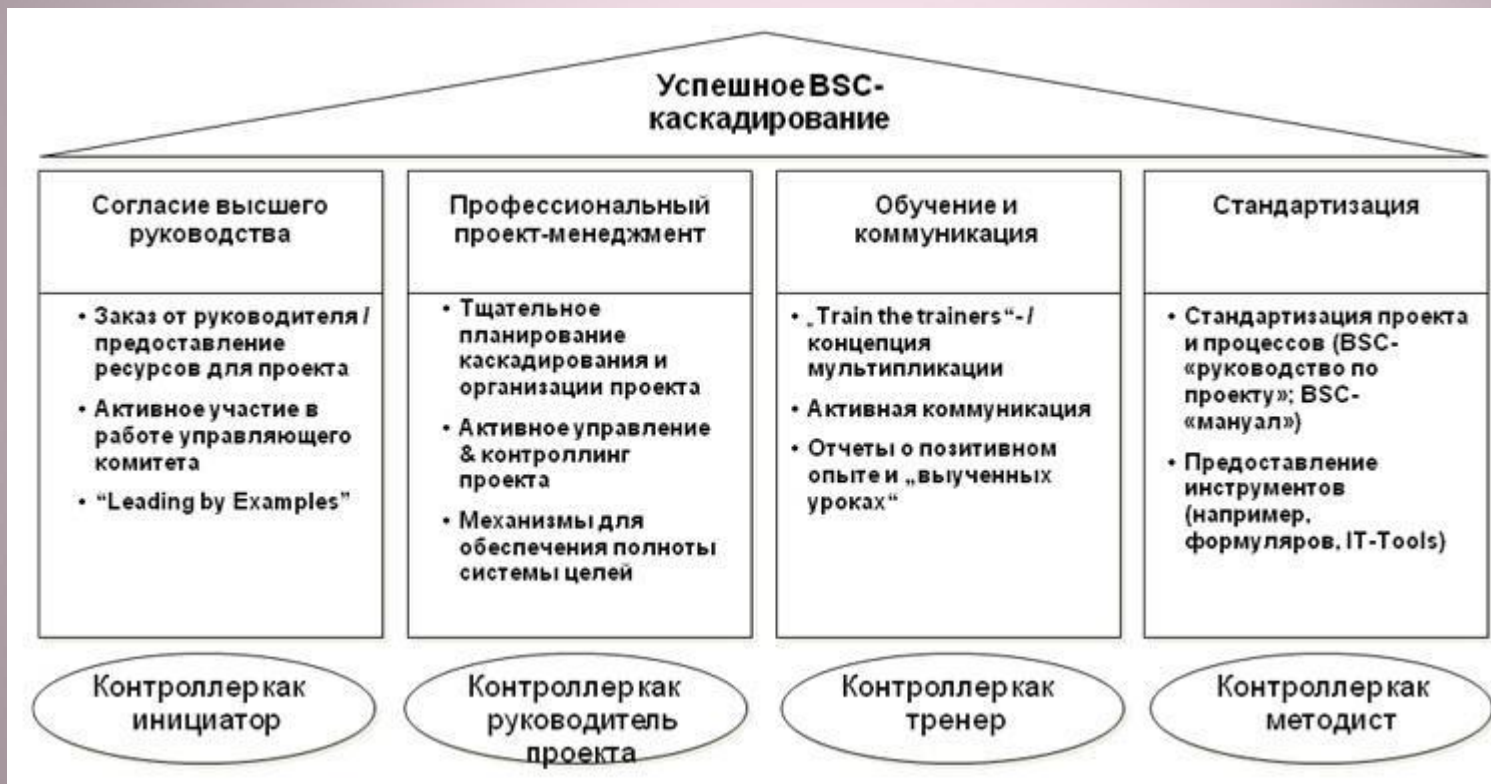 Успешное BSC-
каскадирование
Согласие высшего
руководства
• Заказ от руководителя /
предоставление
ресурсов для проекта
• Активное участие в
работе управляющего
комитета
• “Leading by Examples”
Контроллер как
инициатор
Профессиональный
проект-менеджмент
• Тщательное
планирование
каскадирования и
организации проекта
• Активное управление
& контроллинг
проекта
• Механизмы для
обеспечения полноты
системы целей
Контроллер как
руководитель
проекта
Обучение и
коммуникация
• „Train the trainers“- /
концепция
мультипликации
• Активная коммуникация
• Отчеты о позитивном
опыте и „выученных
уроках“
Контроллер как
тренер
Стандартизация
• Стандартизация проекта
и процессов (BSC-
«руководство по
проекту»; BSC-
«мануал»)
• Предоставление
инструментов
(например,
формуляров, IT-Tools)
Контроллер как
методист